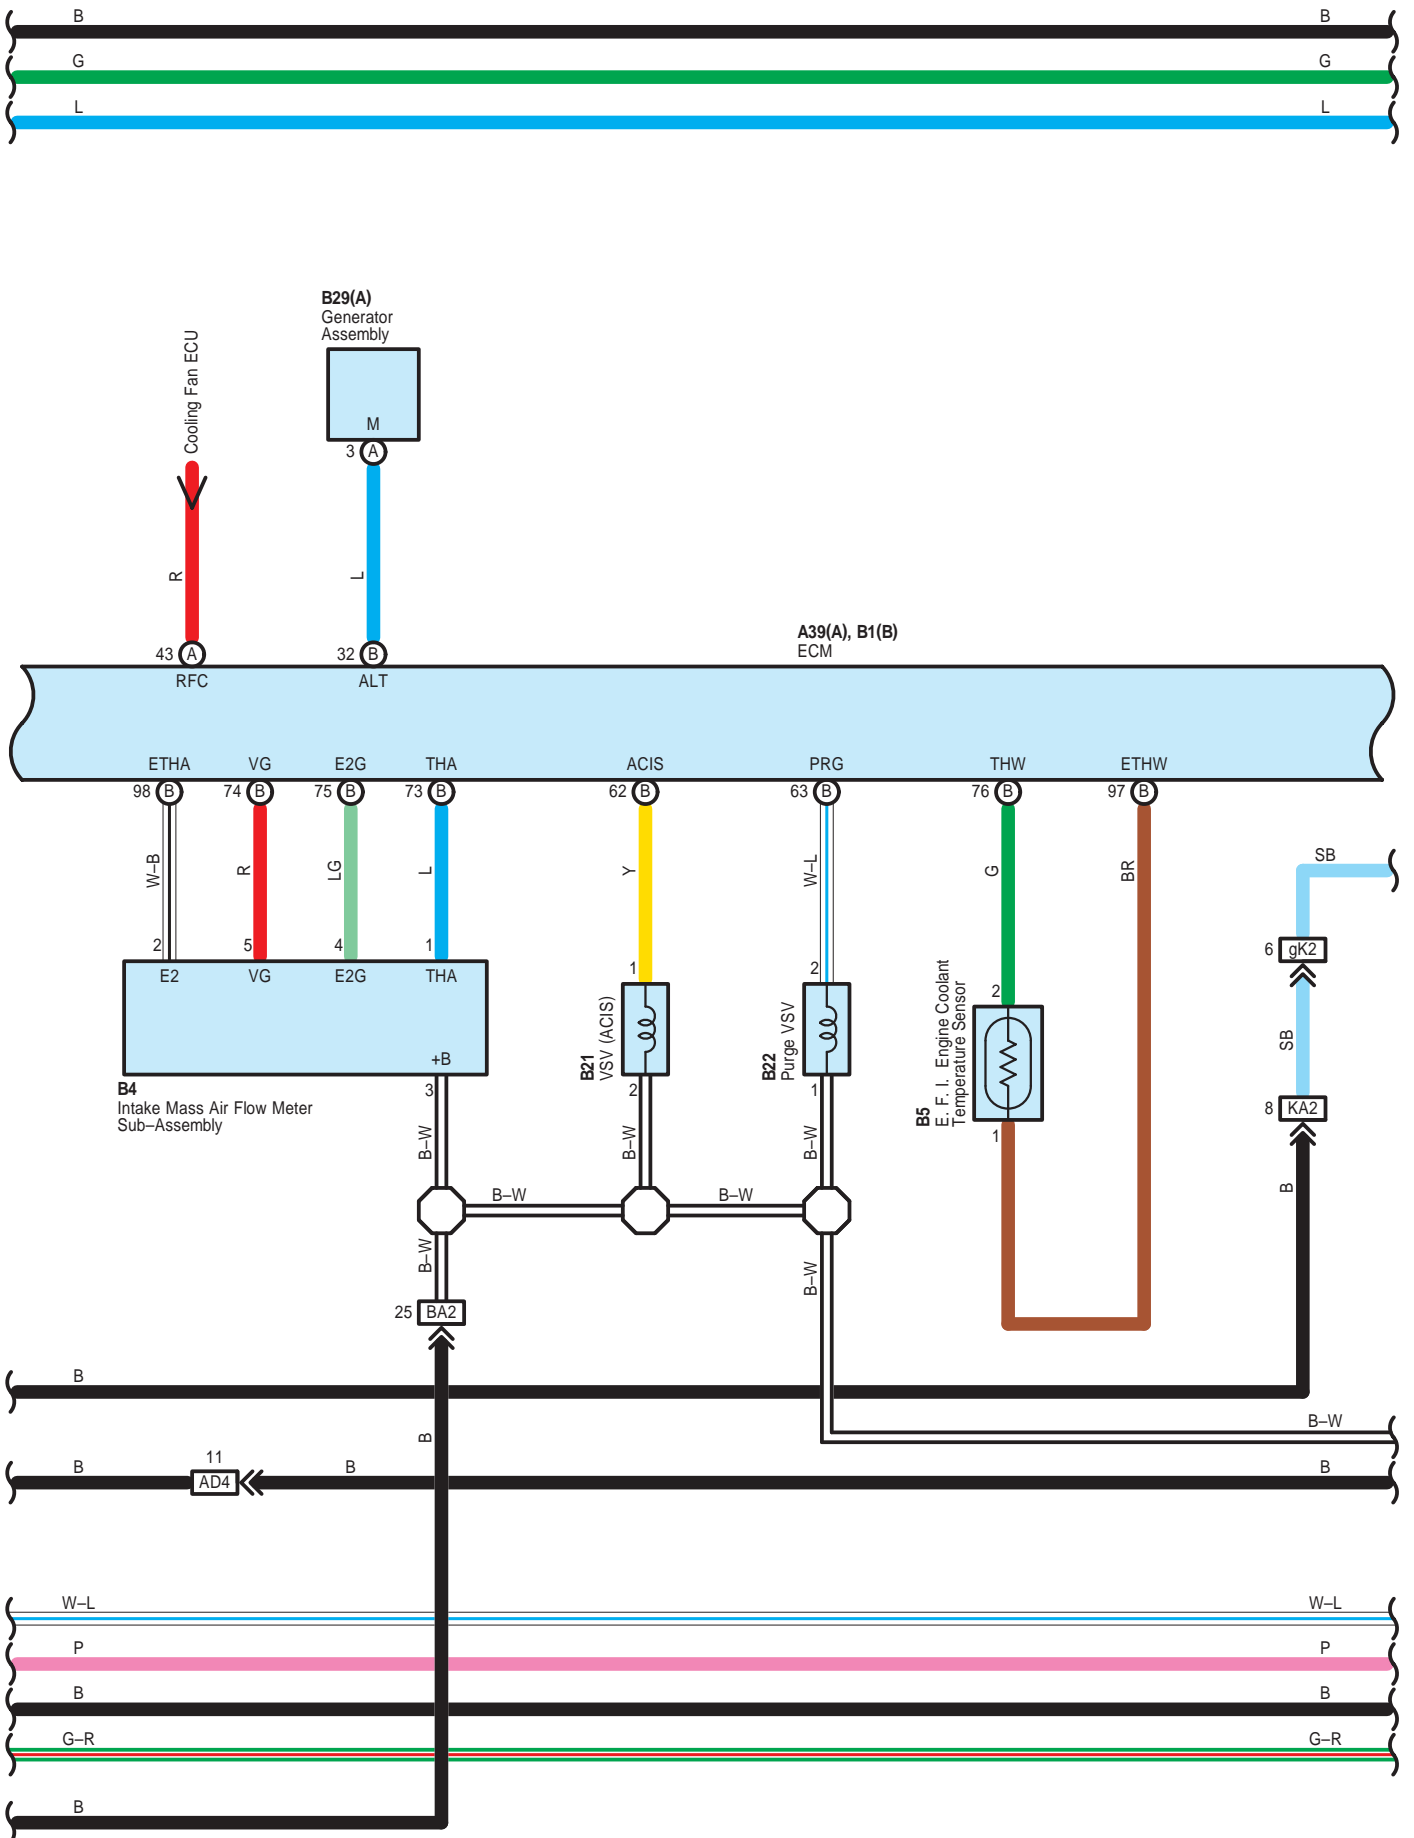 B B
G G
L L
B29(A)
Generator
Assembly
Cooling Fan ECU
M
3 A
R
L
A39(A), B1(B)
ECM
43 A
32 B
RFC
ALT
ETHA VG E2G THA ACIS PRG THW ETHW
98 B 74 B 75 B 73 B 62 B 63 B 76 B 97 B
W–B R LG L Y W–L G BR
SB
6 gK2
2 5 4 1
E2 VG E2G THA
1 2 2
+B
B4
Intake Mass Air Flow Meter
Sub–Assembly
B21
VSV (ACIS)
B22
Purge VSV
B5
E. F. I. Engine Coolant
Temperature Sensor
SB
8 KA2
3 2 1 1
B–W B–W B–W
B
B–W B–W
B–W B–W
25 BA2
B
B–W
B
11
B AD4 B B
W–L W–L
P P
B B
G–R G–R
B